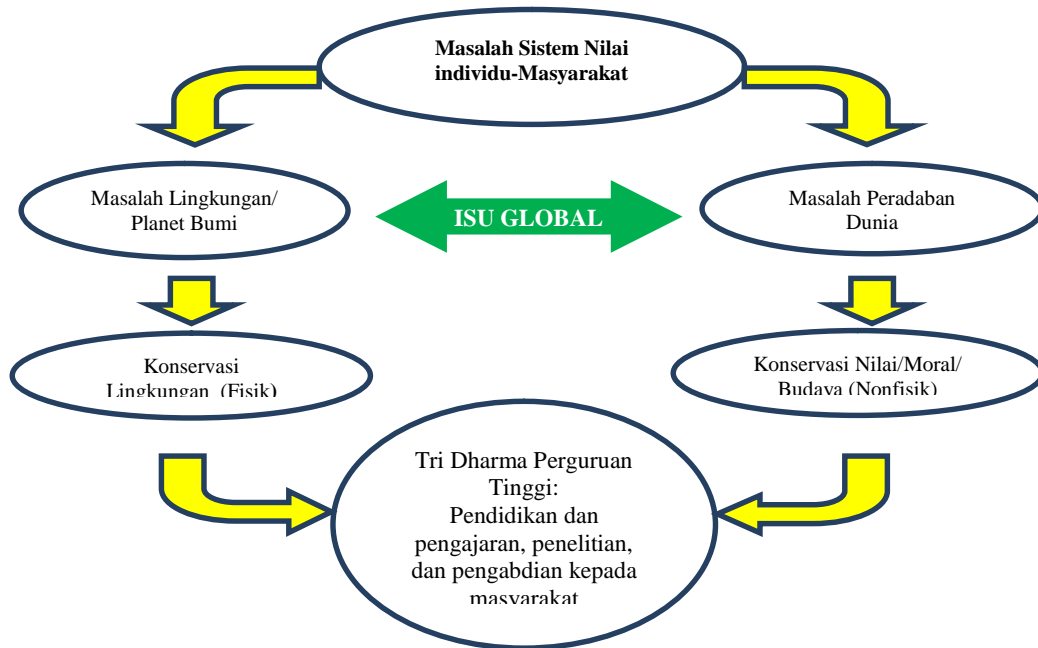 Masalah Sistem Nilai
individu-Masyarakat
Masalah Lingkungan/
Planet Bumi
ISU GLOBAL
Masalah Peradaban
Dunia
Konservasi
Lingkungan (Fisik)
Konservasi Nilai/Moral/
Budaya (Nonfisik)
Tri Dharma Perguruan
Tinggi:
Pendidikan dan
pengajaran, penelitian,
dan pengabdian kepada
masyarakat